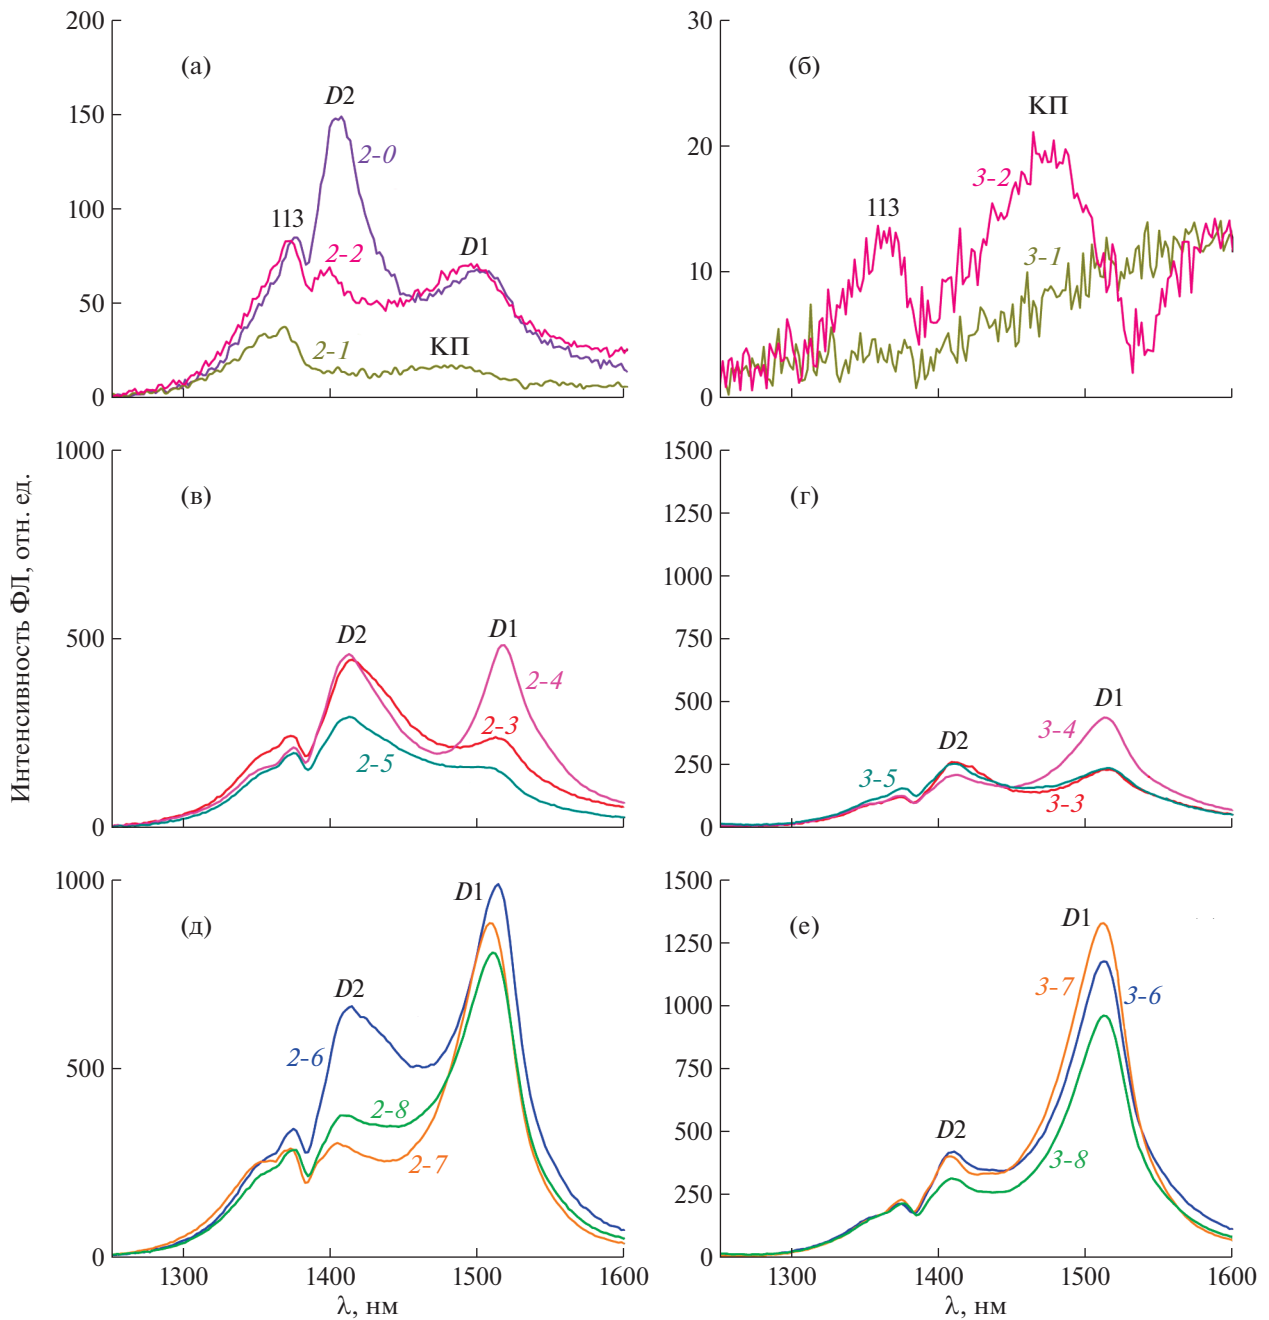 200
150
100
50
0
(а)
D2
2-0
113
2-2
D1
2-1
КП
30
20
10
0
(б)
КП
3-2
113
3-1
Интенсивность ФЛ, отн. ед.
1000
500
0
(в)
D2
D1
2-4
2-3
2-5
1500
1250
1000
750
500
250
0
(г)
D1
D2
3-4
3-5
3-3
1000
500
0
(д)
D1
D2
2-6
2-8
2-7
1300
1400
1500
1600
λ, нм
1500
1250
1000
750
500
250
0
(е)
D1
3-7
3-6
D2
3-8
1300
1400
1500
1600
λ, нм